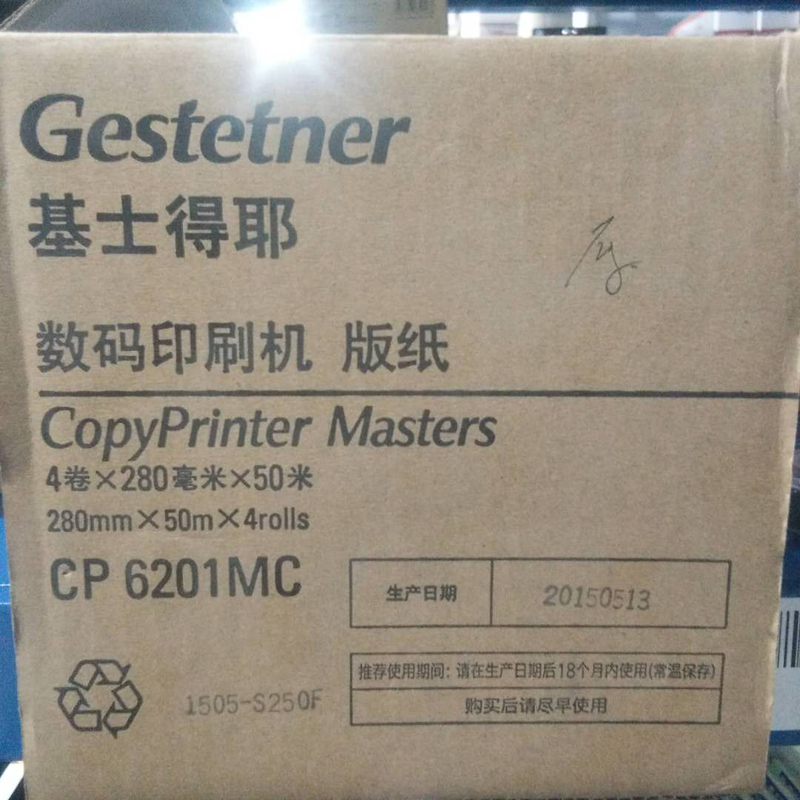 Gestetner
基士得耶
数码印刷机 版纸
CopyPrinter Masters
4卷×280毫米×50米
280mm×50m×4rolls
CP 6201MC
生产日期 20150513
推荐使用期间：请在生产日期后18个月内使用(常温保存)
购买后请尽早使用
1505-S250F